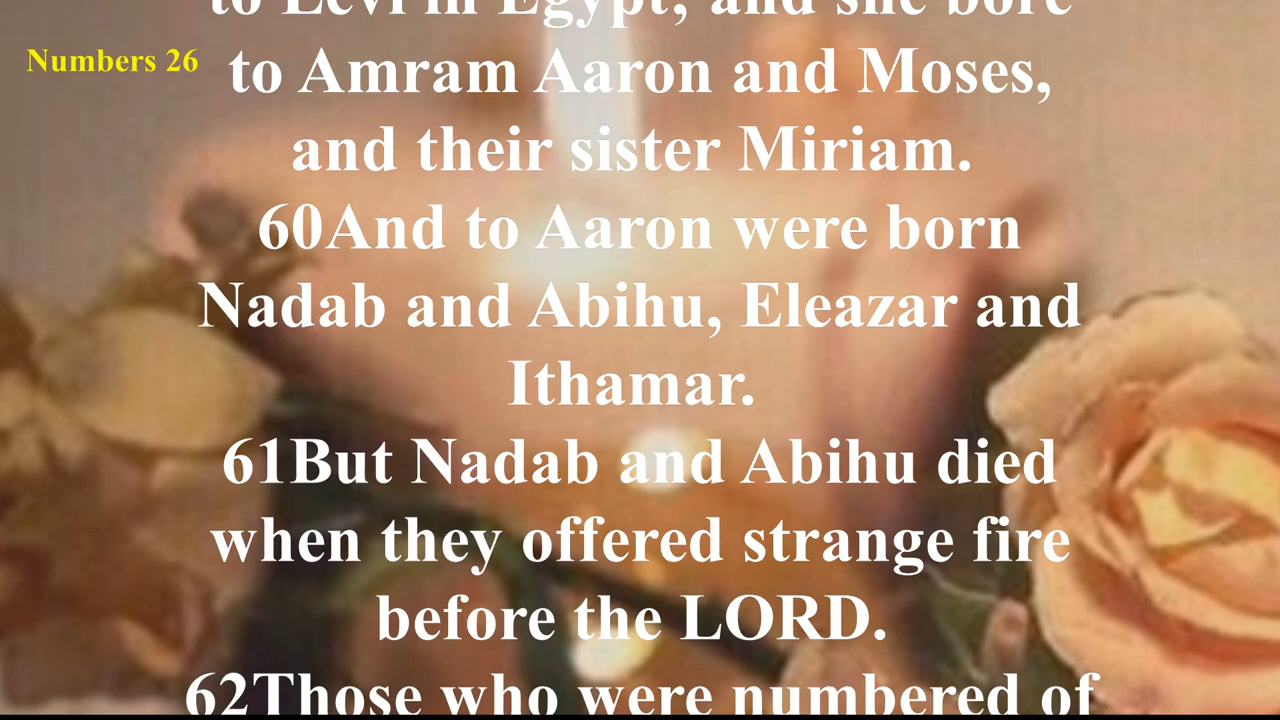 to Levi in Egypt; and she bore
Numbers 26
to Amram Aaron and Moses,
and their sister Miriam.
60And to Aaron were born
Nadab and Abihu, Eleazar and
Ithamar.
61But Nadab and Abihu died
when they offered strange fire
before the LORD.
62Those who were numbered of